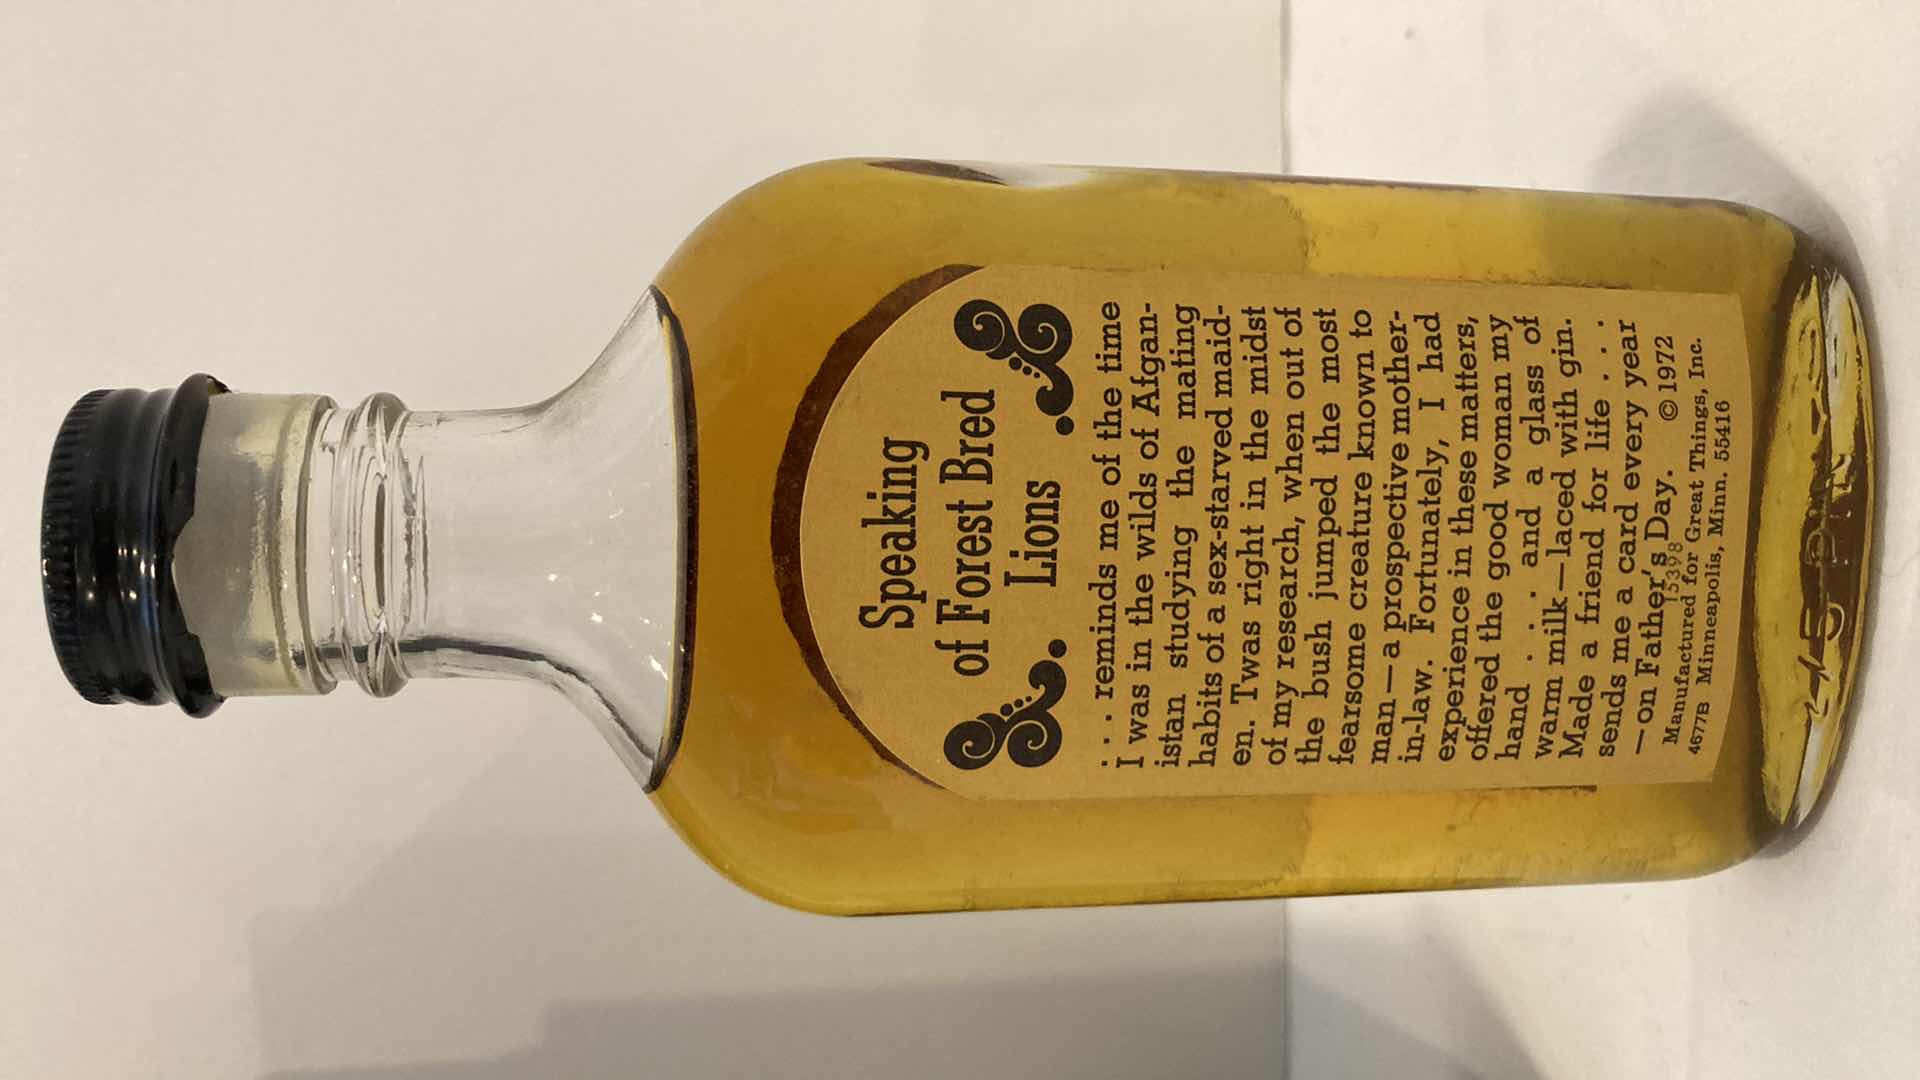 Speaking
of Forest Bred
Lions
. . . reminds me of the time
I was in the wilds of Afgan-
istan studying the mating
habits of a sex-starved maid-
en. Twas right in the midst
of my research, when out of
the bush jumped the most
fearsome creature known to
man—a prospective mother-
in-law. Fortunately, I had
experience in these matters,
offered the good woman my
hand . . . and a glass of
warm milk—laced with gin.
Made a friend for life . . .
sends me a card every year
—on Father's Day. © 1972
15398
Manufactured for Great Things, Inc.
4677B Minneapolis, Minn. 55416